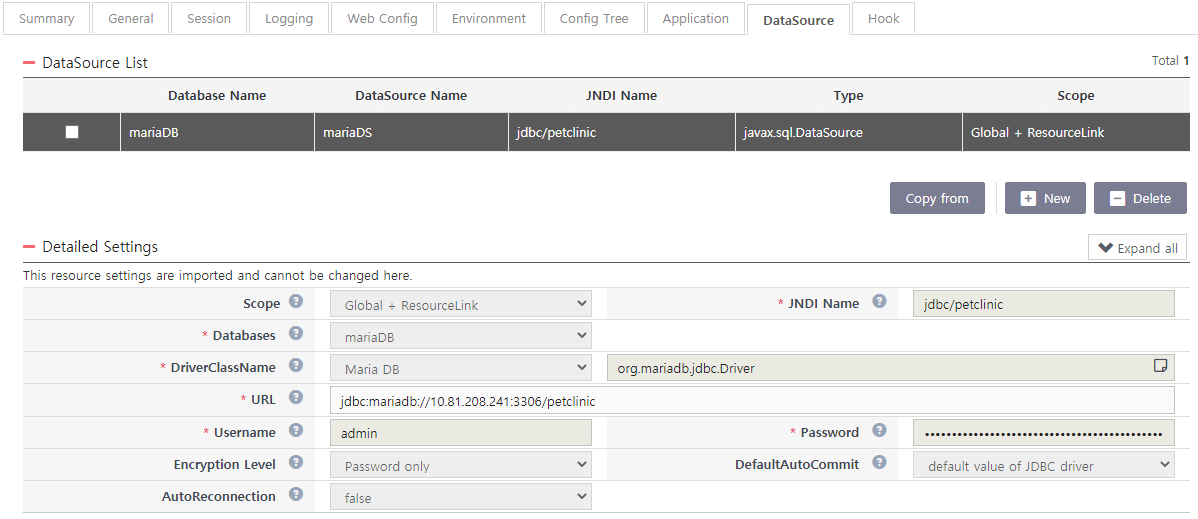 Summary General Session Logging Web Config Environment Config Tree Application DataSource Hook
DataSource List Total 1
Database Name DataSource Name JNDI Name Type Scope
mariaDB mariaDS jdbc/petclinic javax.sql.DataSource Global + ResourceLink
Copy from New Delete
Detailed Settings Expand all
This resource settings are imported and cannot be changed here.
Scope ? Global + ResourceLink * JNDI Name ? jdbc/petclinic
* Databases ? mariaDB
* DriverClassName ? Maria DB org.mariadb.jdbc.Driver
* URL ? jdbc:mariadb://10.81.208.241:3306/petclinic
* Username ? admin * Password ? ••••••••••••••••••••••••••••••••••••••••••••
Encryption Level ? Password only DefaultAutoCommit ? default value of JDBC driver
AutoReconnection ? false